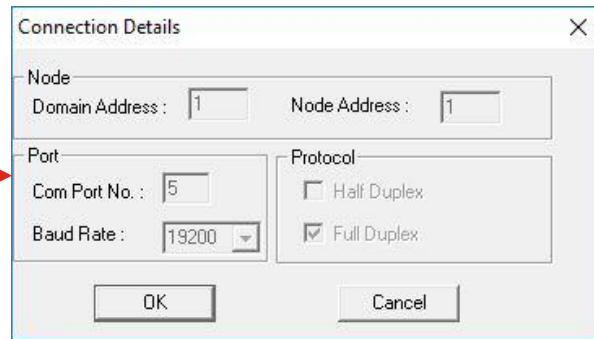 Connection Details
Node
Domain Address : 1 Node Address : 1
Port
Com Port No. : 5
Baud Rate : 19200
Protocol
Half Duplex
Full Duplex
OK Cancel